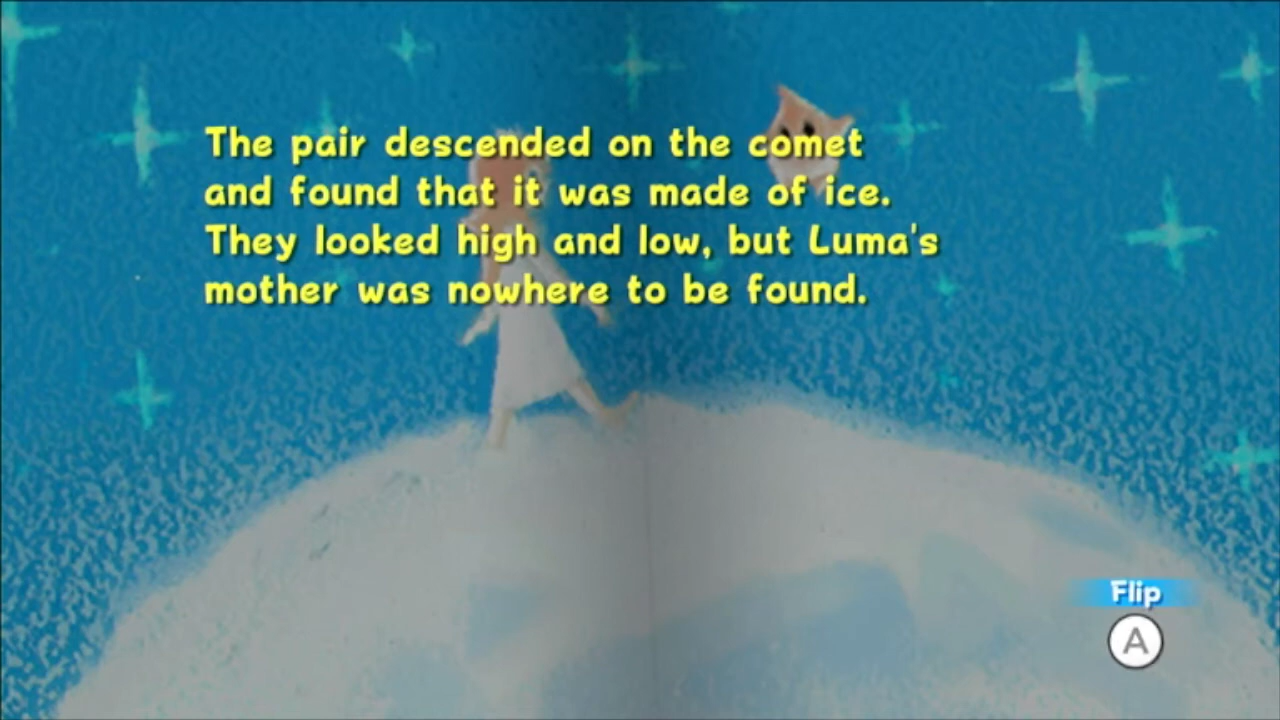 The pair descended on the comet
and found that it was made of ice.
They looked high and low, but Luma's
mother was nowhere to be found.
Flip
A